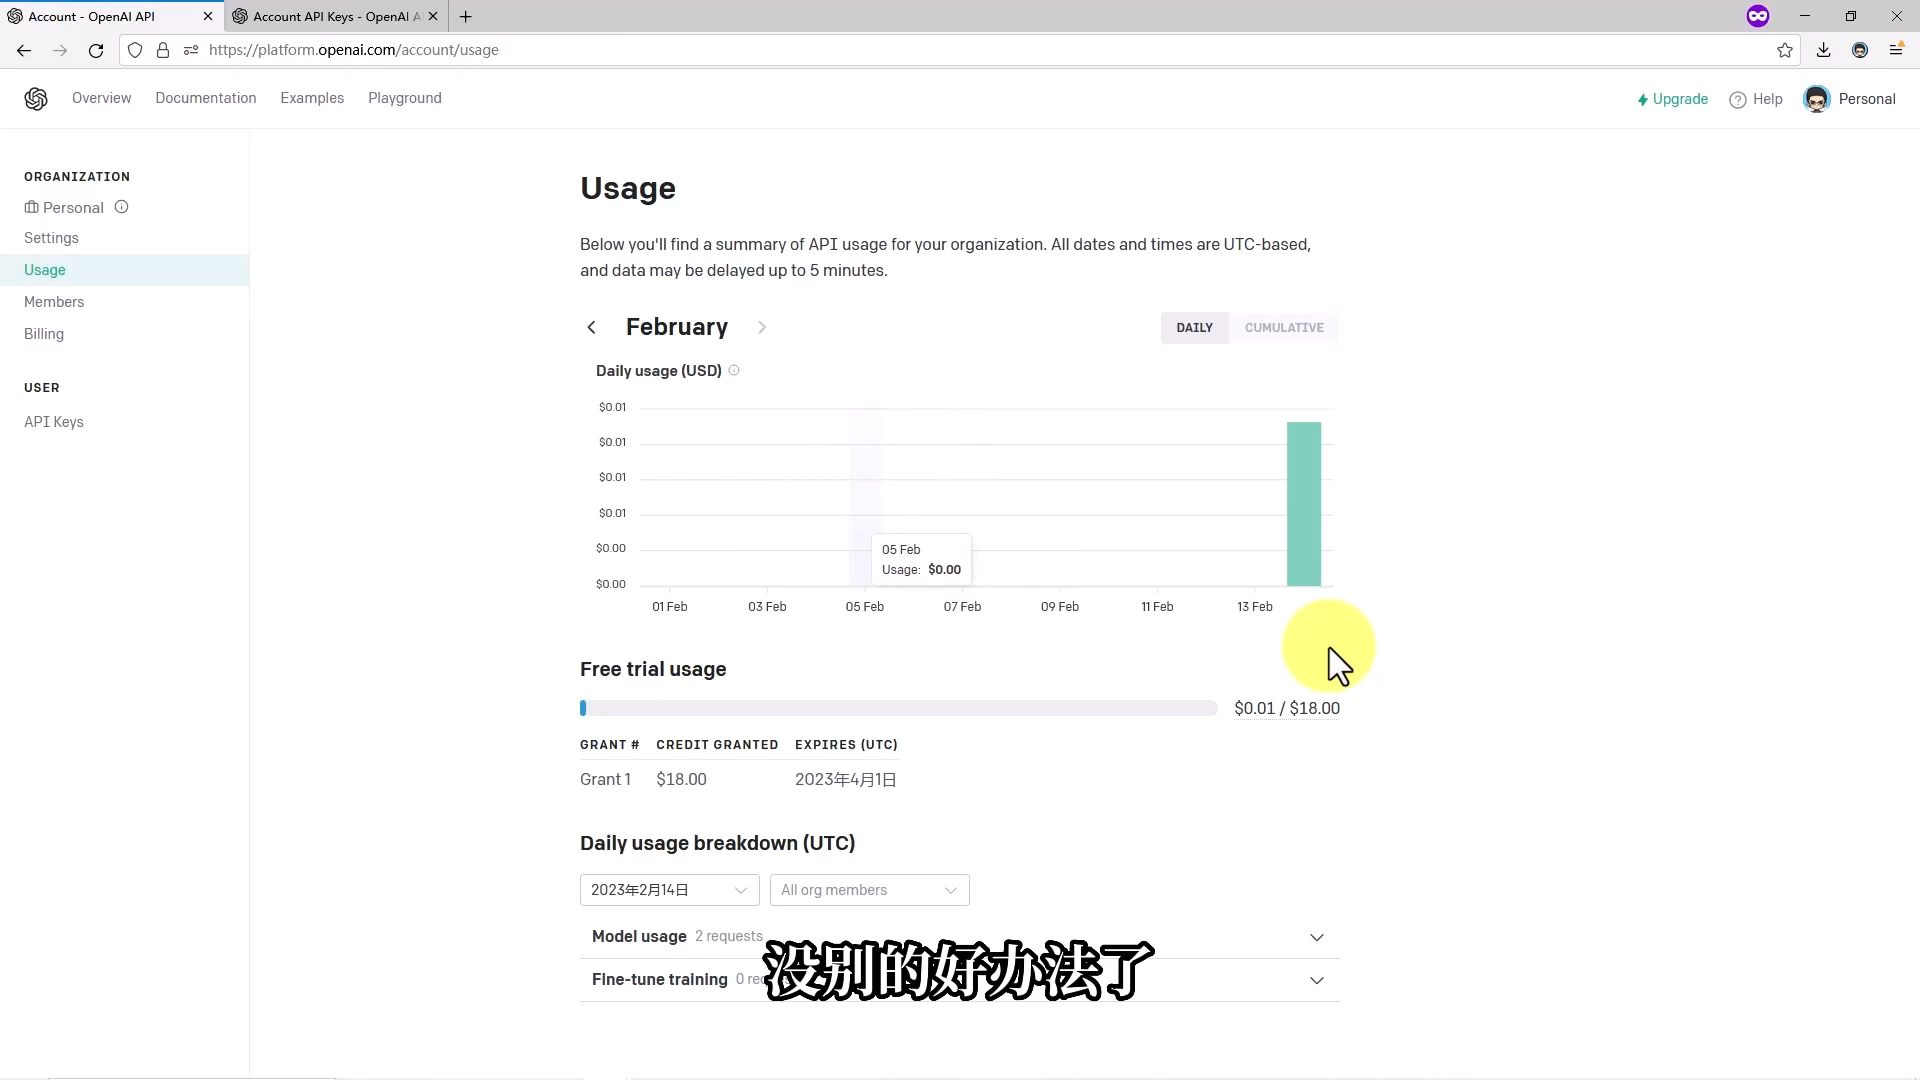 Account - OpenAI API
Account API Keys - OpenAI A
https://platform.openai.com/account/usage
Overview
Documentation
Examples
Playground
Upgrade
Help
Personal
ORGANIZATION
Personal
Settings
Usage
Members
Billing
USER
API Keys
Usage
Below you'll find a summary of API usage for your organization. All dates and times are UTC-based,
and data may be delayed up to 5 minutes.
February
DAILY
CUMULATIVE
Daily usage (USD)
$0.01
$0.01
$0.01
$0.01
$0.00
$0.00
05 Feb
Usage: $0.00
01 Feb
03 Feb
05 Feb
07 Feb
09 Feb
11 Feb
13 Feb
Free trial usage
$0.01 / $18.00
GRANT # CREDIT GRANTED EXPIRES (UTC)
Grant 1 $18.00 2023年4月1日
Daily usage breakdown (UTC)
2023年2月14日
All org members
Model usage 2 requests
Fine-tune training 0 rec
没别的好办法了